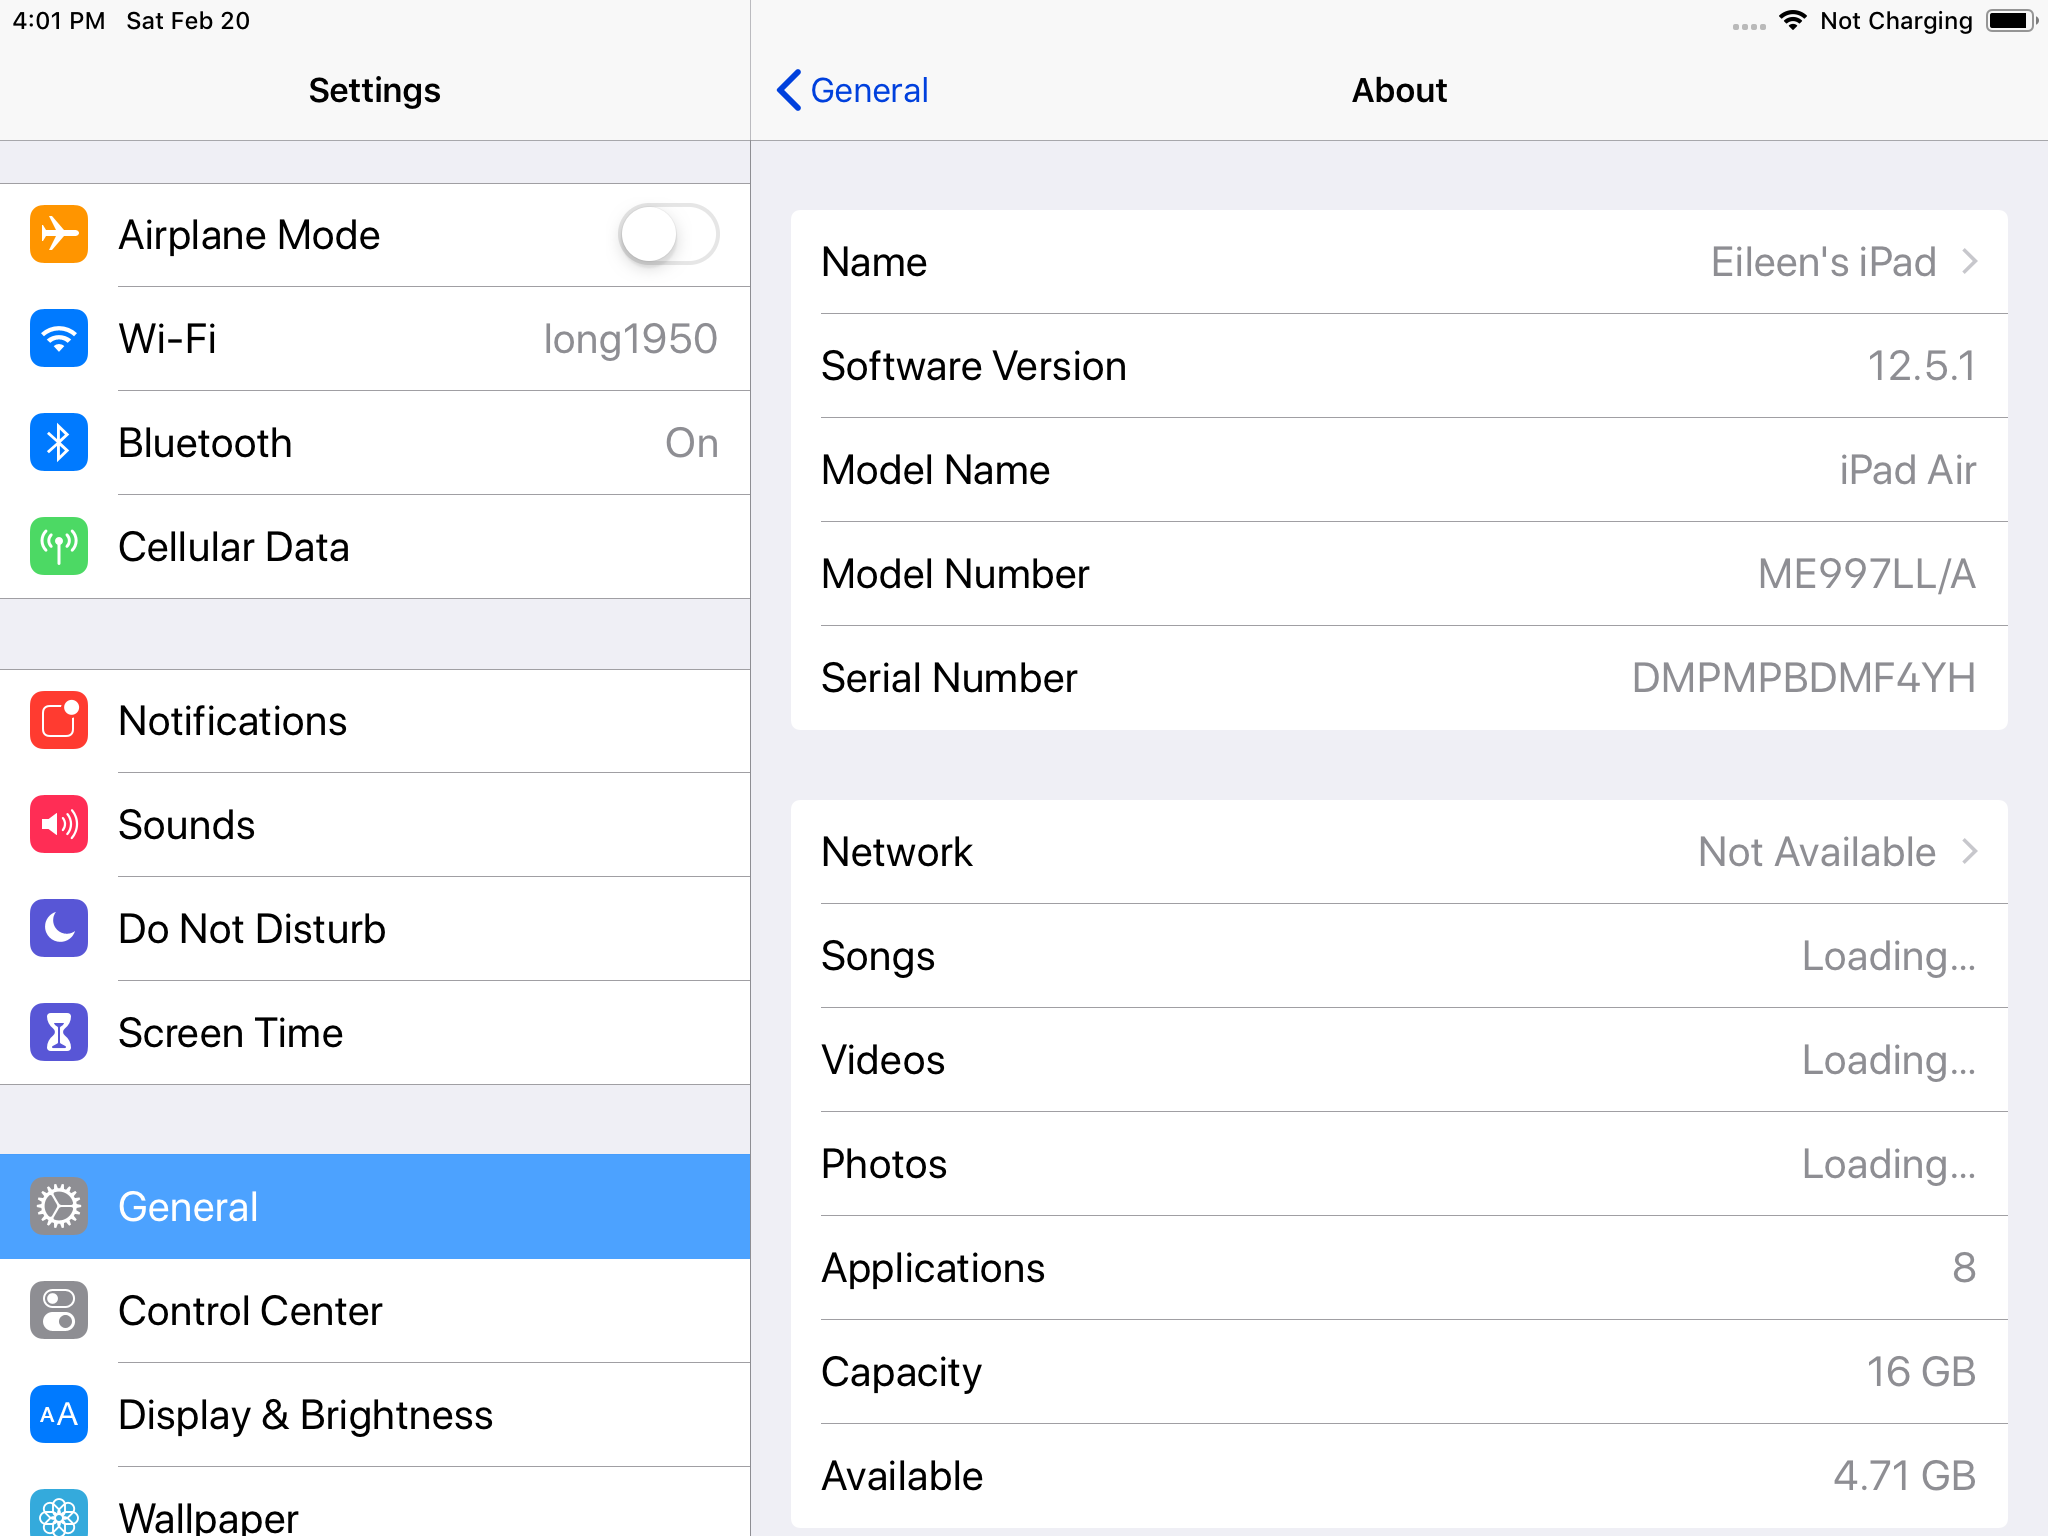 4:01 PM Sat Feb 20
Not Charging
Settings
General
About
Airplane Mode
Wi-Fi long1950
Bluetooth On
Cellular Data
Notifications
Sounds
Do Not Disturb
Screen Time
General
Control Center
AA Display & Brightness
Wallpaper
Name Eileen's iPad
Software Version 12.5.1
Model Name iPad Air
Model Number ME997LL/A
Serial Number DMPMPBDMF4YH
Network Not Available
Songs Loading...
Videos Loading...
Photos Loading...
Applications 8
Capacity 16 GB
Available 4.71 GB